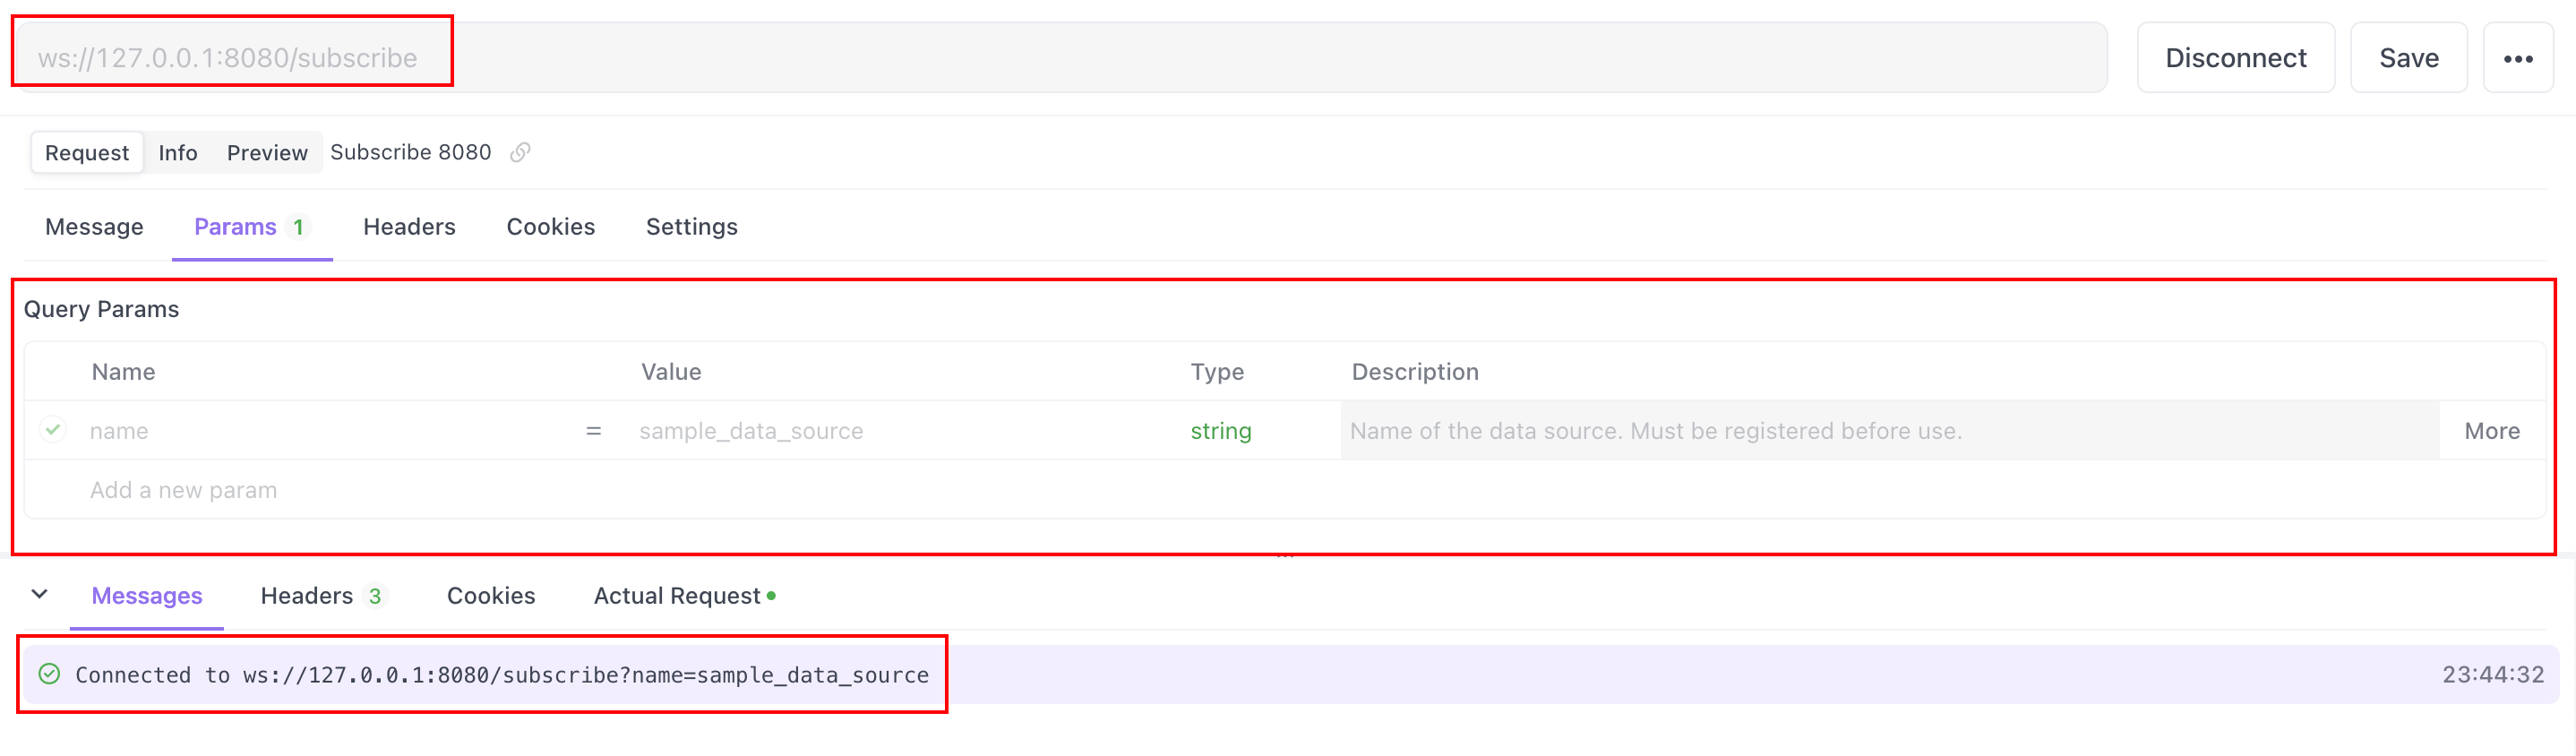 ws://127.0.0.1:8080/subscribe Disconnect Save •••
Request Info Preview Subscribe 8080
Message Params 1 Headers Cookies Settings
Query Params
Name Value Type Description
name = sample_data_source string Name of the data source. Must be registered before use. More
Add a new param
Messages Headers 3 Cookies Actual Request
Connected to ws://127.0.0.1:8080/subscribe?name=sample_data_source 23:44:32